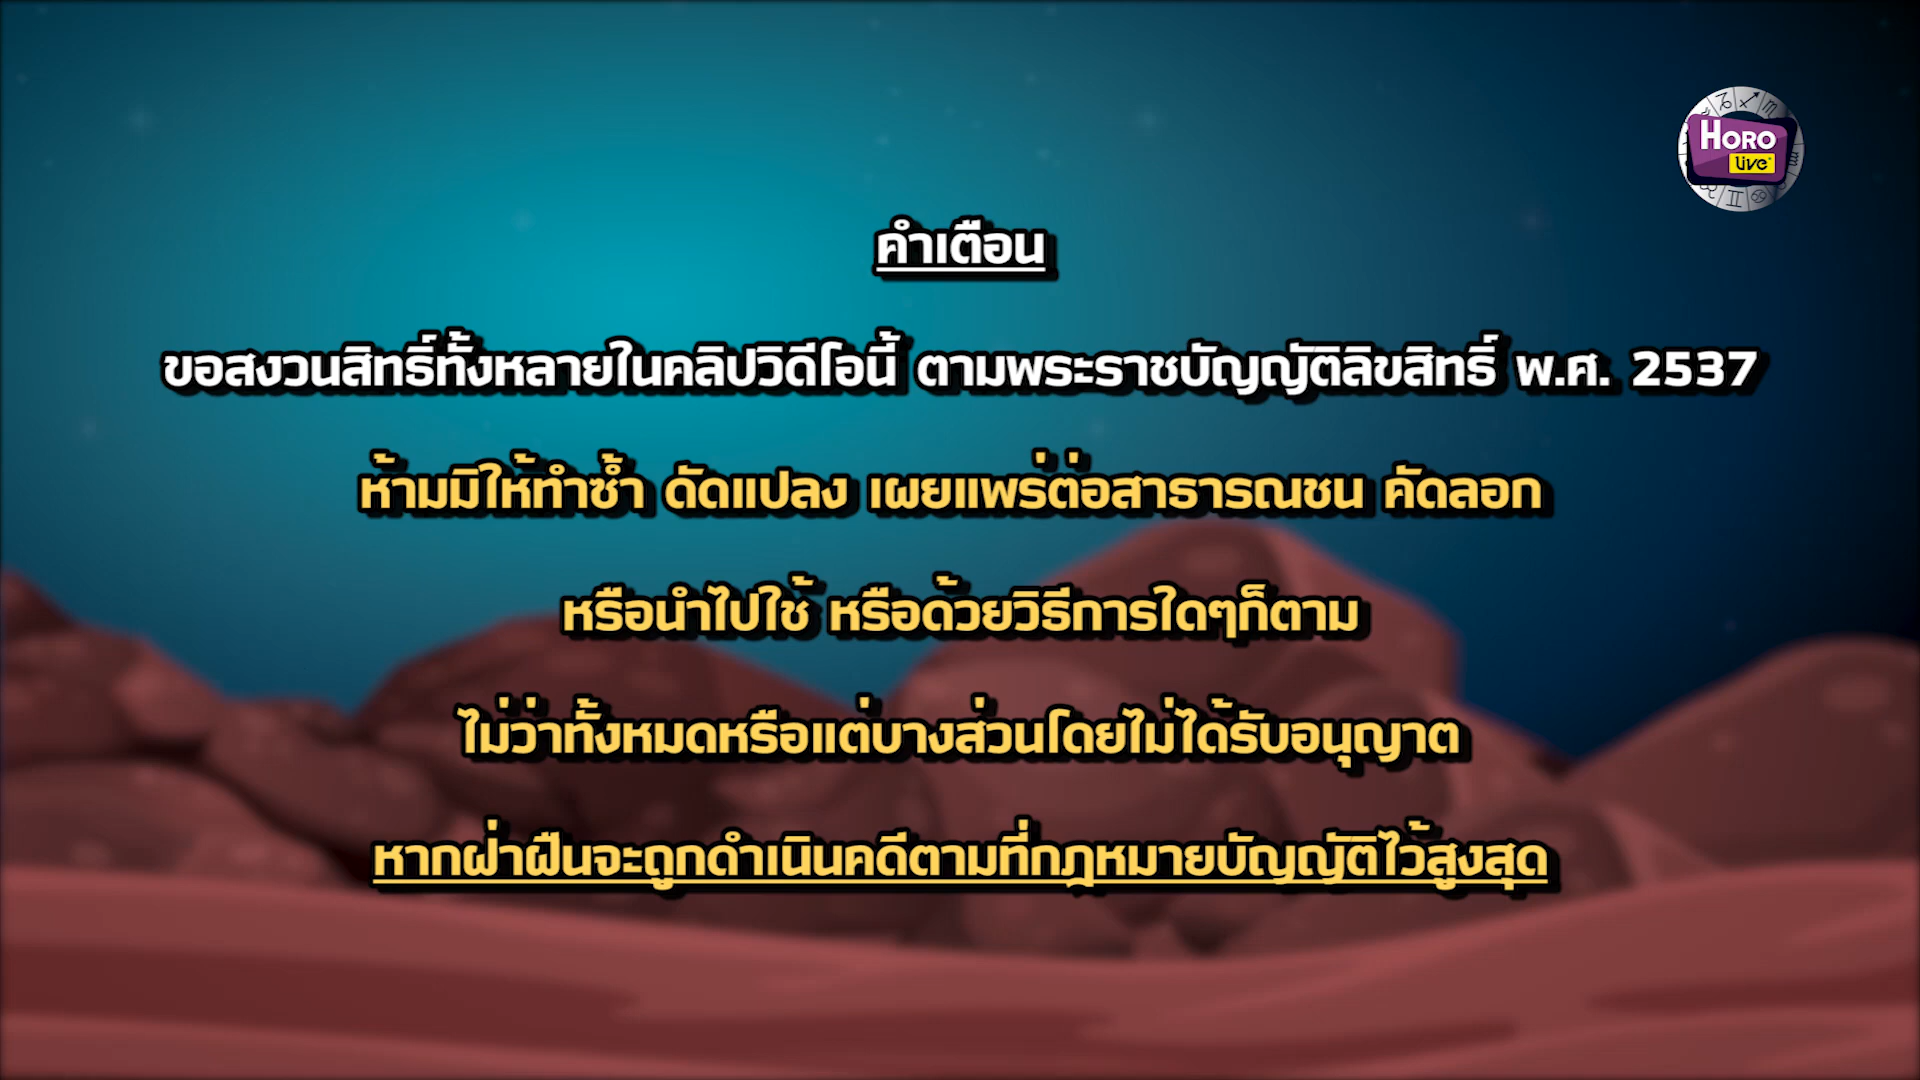 HORO
Live
คำเตือน
ขอสงวนสิทธิ์ทั้งหลายในคลิปวิดีโอนี้ ตามพระราชบัญญัติลิขสิทธิ์ พ.ศ. 2537
ห้ามมิให้ทำซ้ำ ดัดแปลง เผยแพร่ต่อสาธารณชน คัดลอก
หรือนำไปใช้ หรือด้วยวิธีการใดๆก็ตาม
ไม่ว่าทั้งหมดหรือแต่บางส่วนโดยไม่ได้รับอนุญาต
หากฝ่าฝืนจะถูกดำเนินคดีตามที่กฎหมายบัญญัติไว้สูงสุด